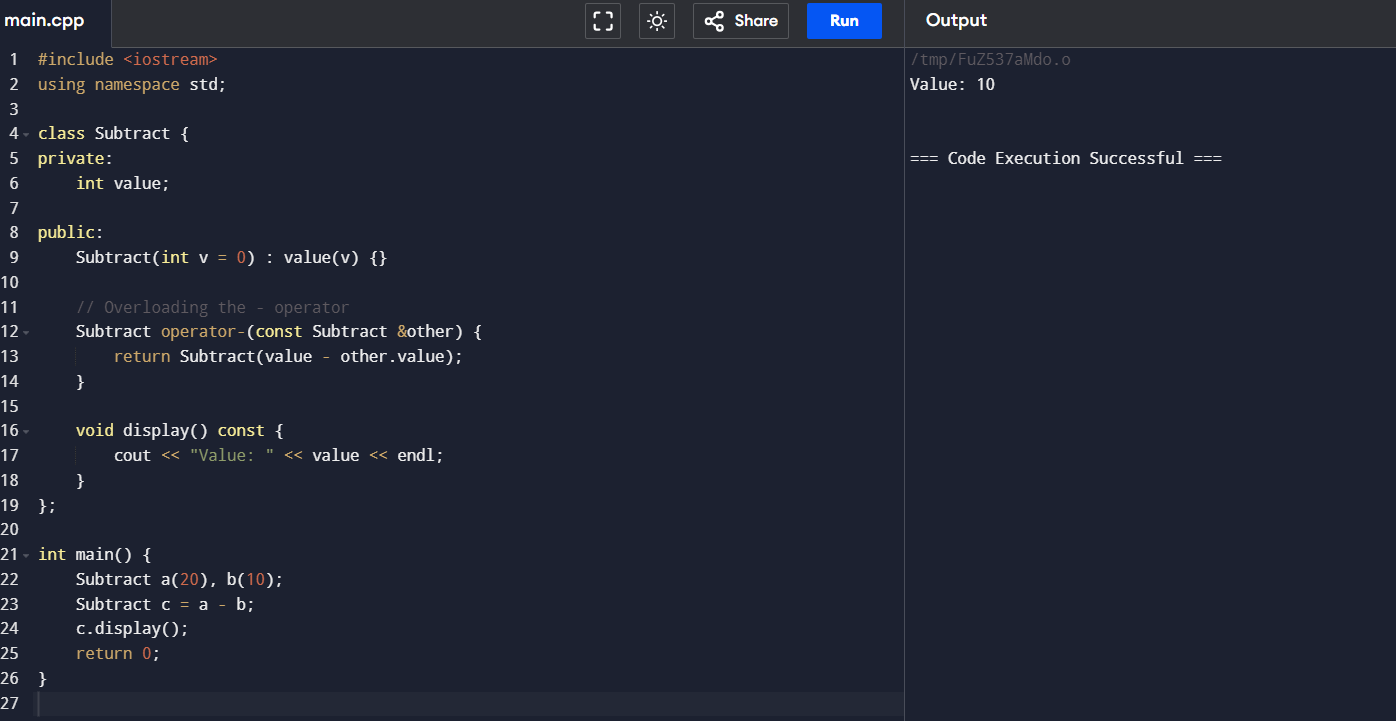 main.cpp
Share
Run
Output
1 #include <iostream>
2 using namespace std;
3
4 class Subtract {
5 private:
6     int value;
7
8 public:
9     Subtract(int v = 0) : value(v) {}
10
11     // Overloading the - operator
12     Subtract operator-(const Subtract &other) {
13         return Subtract(value - other.value);
14     }
15
16     void display() const {
17         cout << "Value: " << value << endl;
18     }
19 };
20
21 int main() {
22     Subtract a(20), b(10);
23     Subtract c = a - b;
24     c.display();
25     return 0;
26 }
27
/tmp/FuZ537aMdo.o
Value: 10
=== Code Execution Successful ===